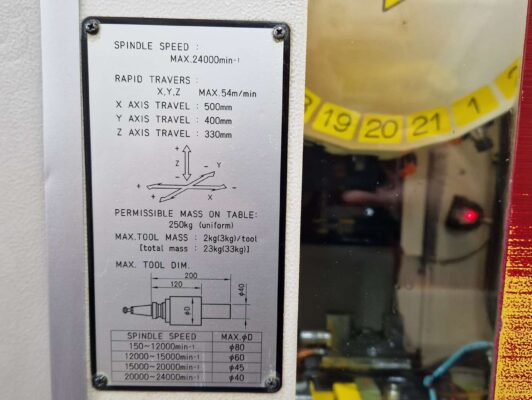 SPINDLE SPEED :
MAX.24000min-1
RAPID TRAVERS :
X,Y,Z MAX.54m/min
X AXIS TRAVEL : 500mm
Y AXIS TRAVEL : 400mm
Z AXIS TRAVEL : 330mm
+ - Y
Z
- + X - +
PERMISSIBLE MASS ON TABLE:
250kg (uniform)
MAX.TOOL MASS : 2kg(3kg)/tool
[total mass : 23kg(33kg)]
MAX. TOOL DIM.
200
120
φD φ40
SPINDLE SPEED MAX.φD
150~12000min-1 φ80
12000~15000min-1 φ60
15000~20000min-1 φ45
20000~24000min-1 φ40
19 20 21 1